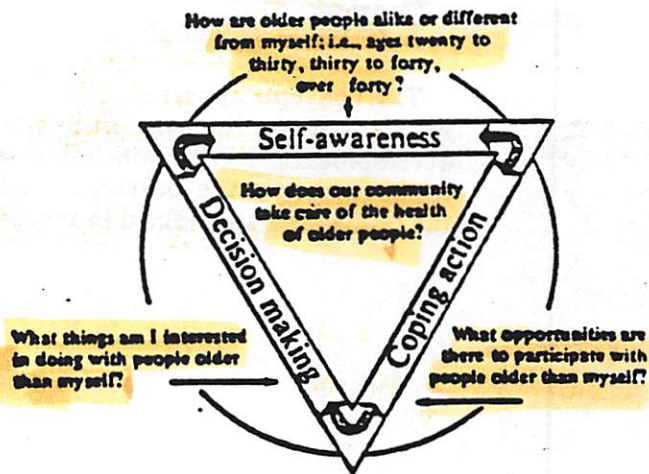 How are older people alike or different
from myself; i.e., ages twenty to
thirty, thirty to forty,
over forty?
Self-awareness
How does our community
take care of the health
of older people?
Decision making
Coping action
What things am I interested
in doing with people older
than myself?
What opportunities are
there to participate with
people older than myself?